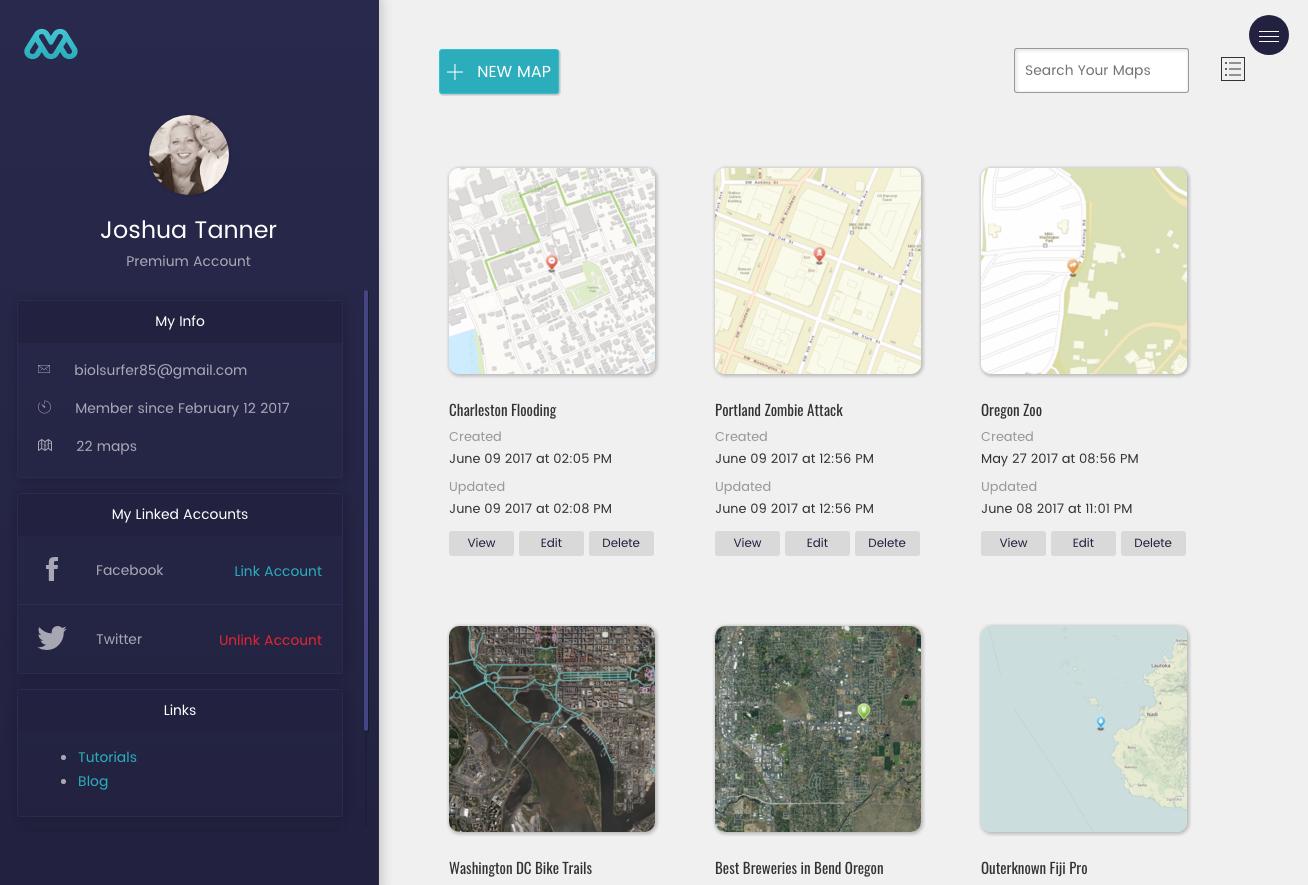 Joshua Tanner
Premium Account
My Info
biolsurfer85@gmail.com
Member since February 12 2017
22 maps
My Linked Accounts
Facebook
Link Account
Twitter
Unlink Account
Links
Tutorials
Blog
NEW MAP
Search Your Maps
Charleston Flooding
Created
June 09 2017 at 02:05 PM
Updated
June 09 2017 at 02:08 PM
View Edit Delete
Portland Zombie Attack
Created
June 09 2017 at 12:56 PM
Updated
June 09 2017 at 12:56 PM
View Edit Delete
Oregon Zoo
Created
May 27 2017 at 08:56 PM
Updated
June 08 2017 at 11:01 PM
View Edit Delete
Lautoka
Nadi
Washington DC Bike Trails
Best Breweries in Bend Oregon
Outerknown Fiji Pro